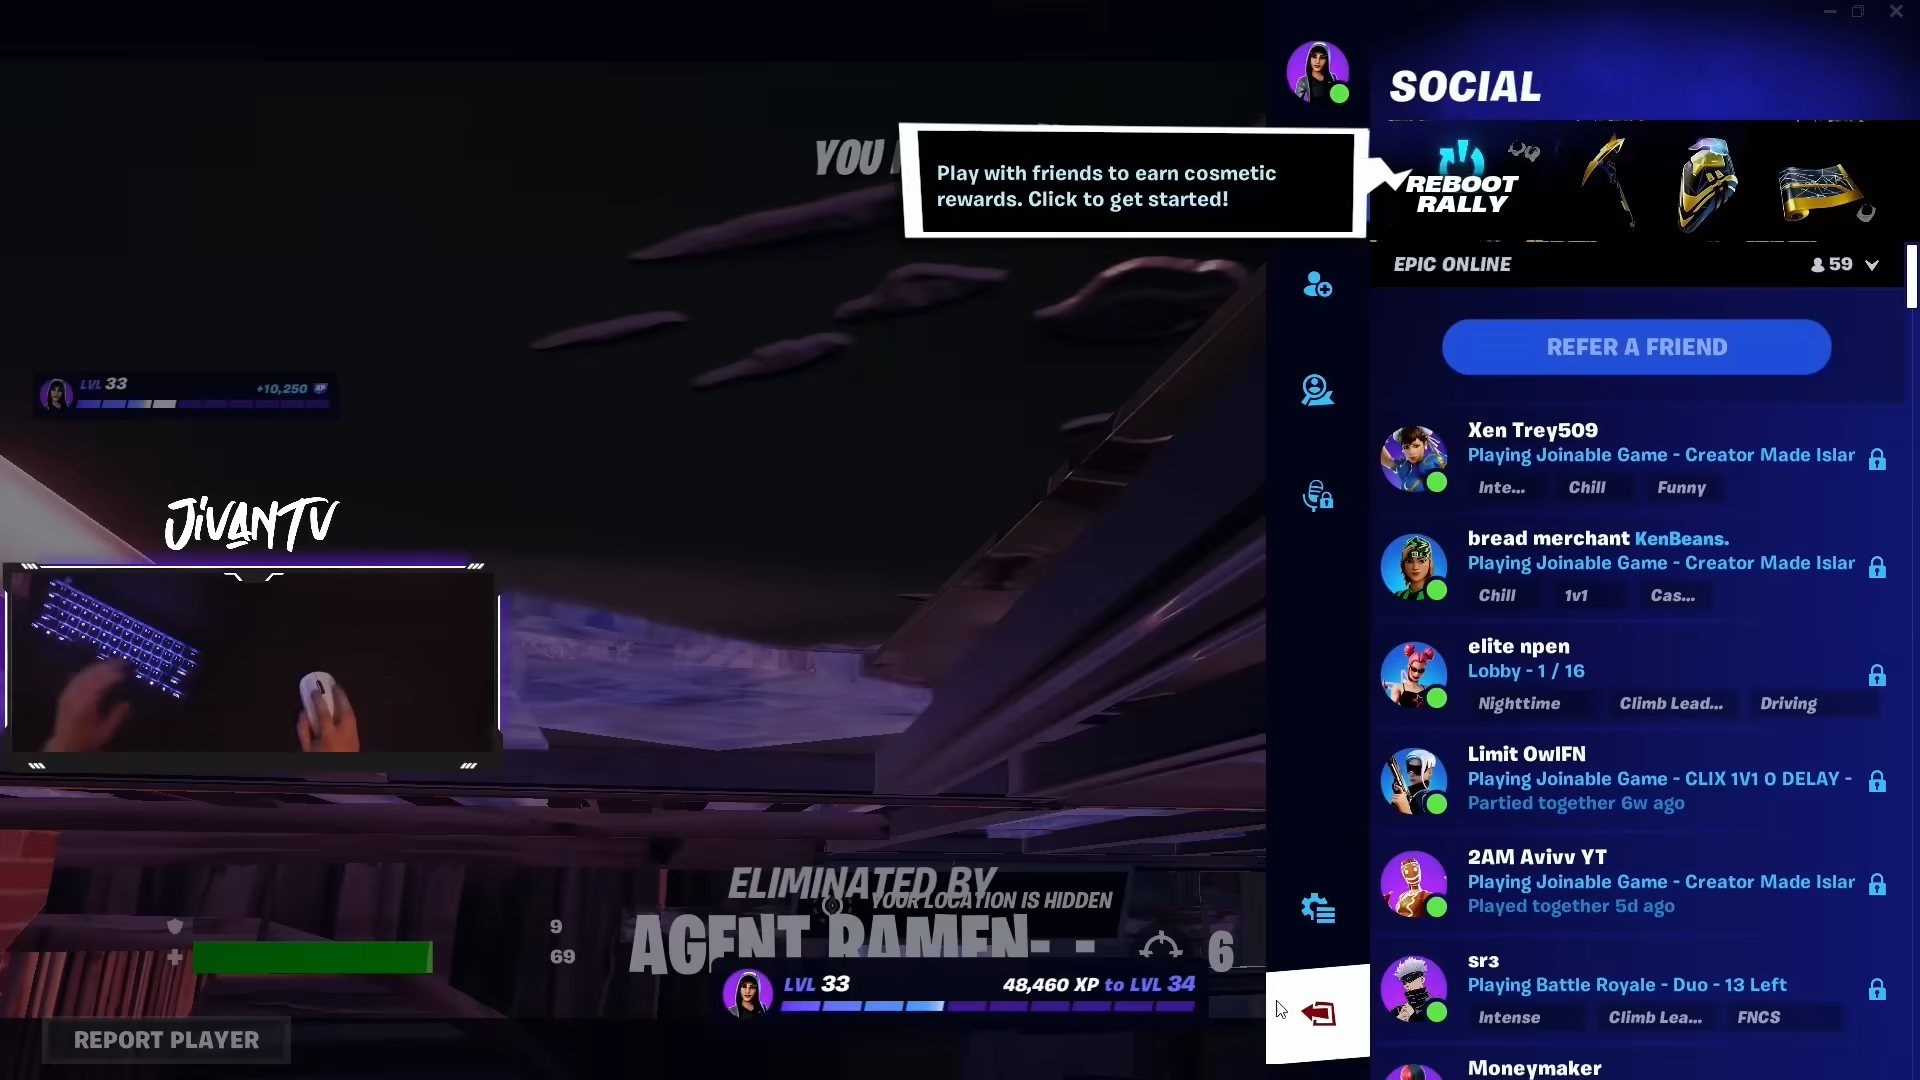 SOCIAL
YOU
Play with friends to earn cosmetic
rewards. Click to get started!
REBOOT
RALLY
EPIC ONLINE
59
REFER A FRIEND
LVL 33
+10,250 XP
JiVANTV
Xen Trey509
Playing Joinable Game - Creator Made Islar
Inte... Chill Funny
bread merchant KenBeans.
Playing Joinable Game - Creator Made Islar
Chill 1v1 Cas...
elite npen
Lobby - 1 / 16
Nighttime Climb Lead... Driving
Limit OwlFN
Playing Joinable Game - CLIX 1V1 0 DELAY -
Partied together 6w ago
2AM Avivv YT
Playing Joinable Game - Creator Made Islar
Played together 5d ago
sr3
Playing Battle Royale - Duo - 13 Left
Intense Climb Lea... FNCS
Moneymaker
ELIMINATED BY
YOUR LOCATION IS HIDDEN
AGENT RAMEN- -
6
9
69
LVL 33
48,460 XP to LVL 34
REPORT PLAYER